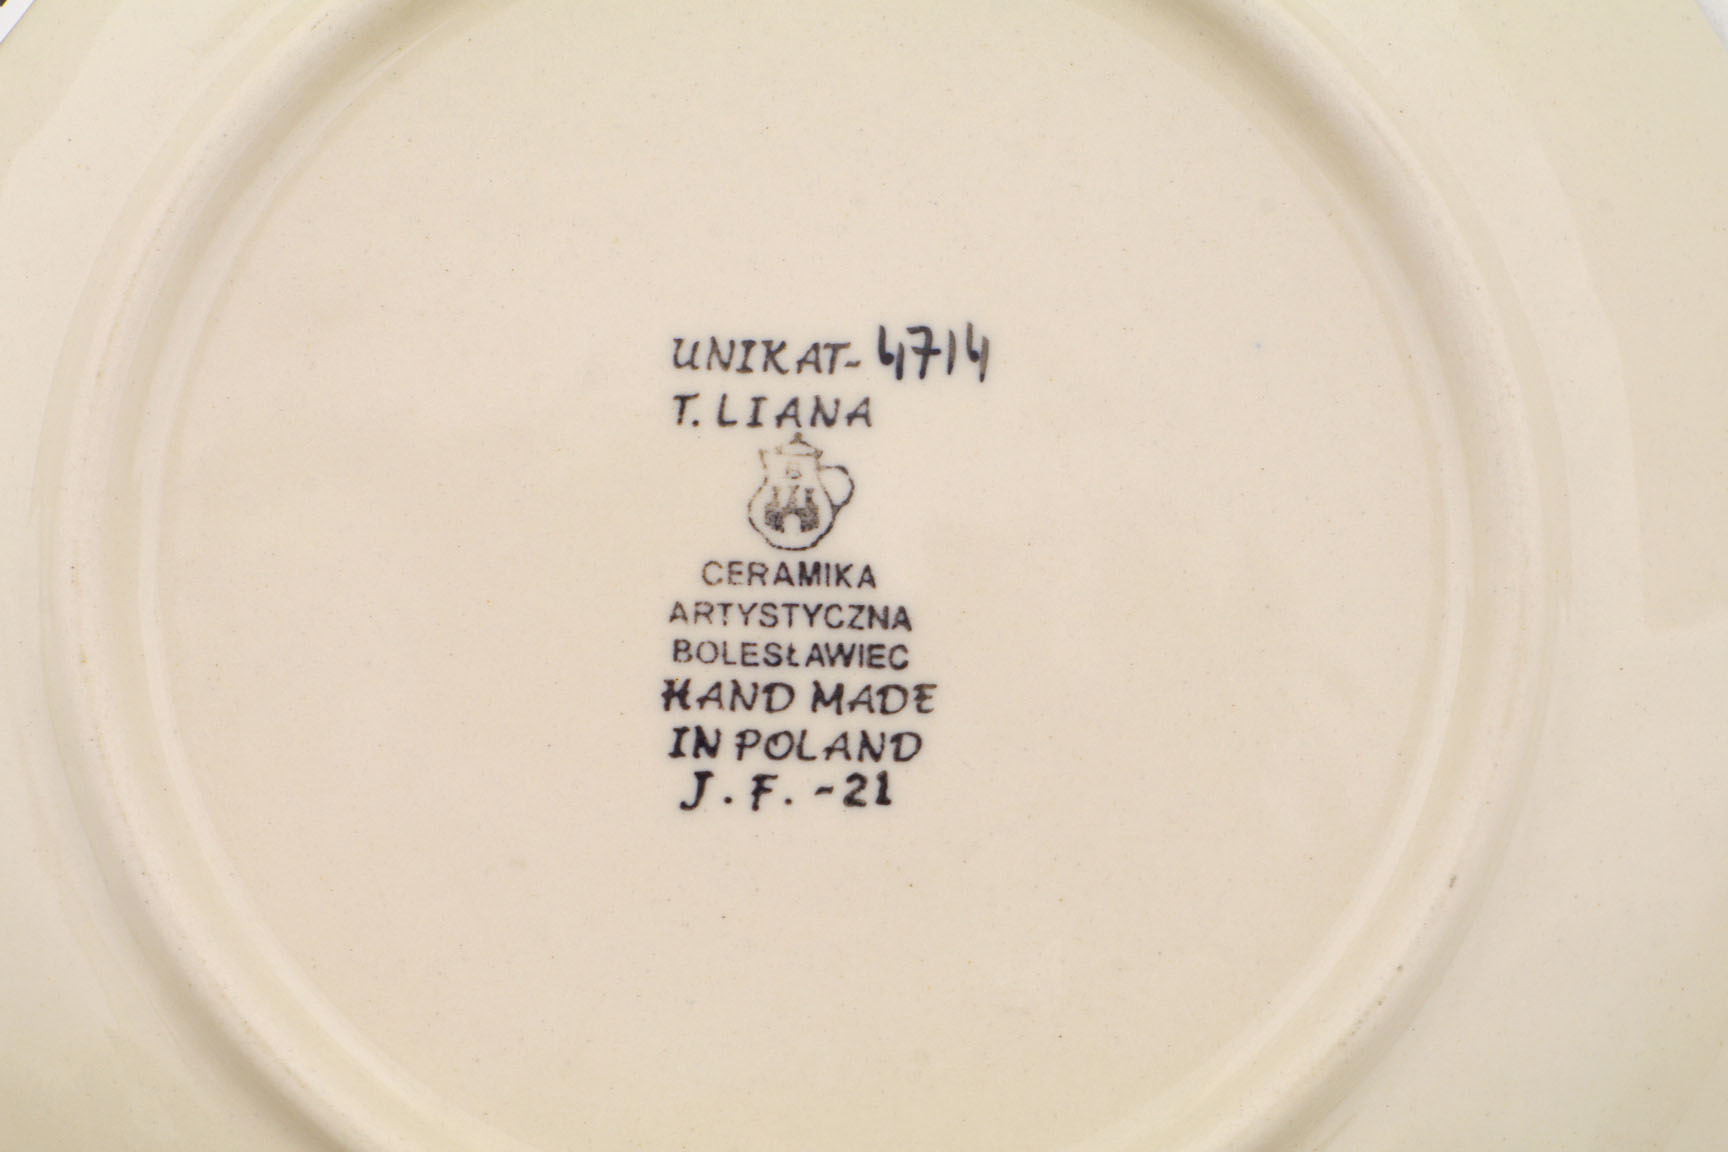 UNIKAT-4714
T. LIANA
CERAMIKA
ARTYSTYCZNA
BOLESŁAWIEC
HAND MADE
IN POLAND
J.F.-21